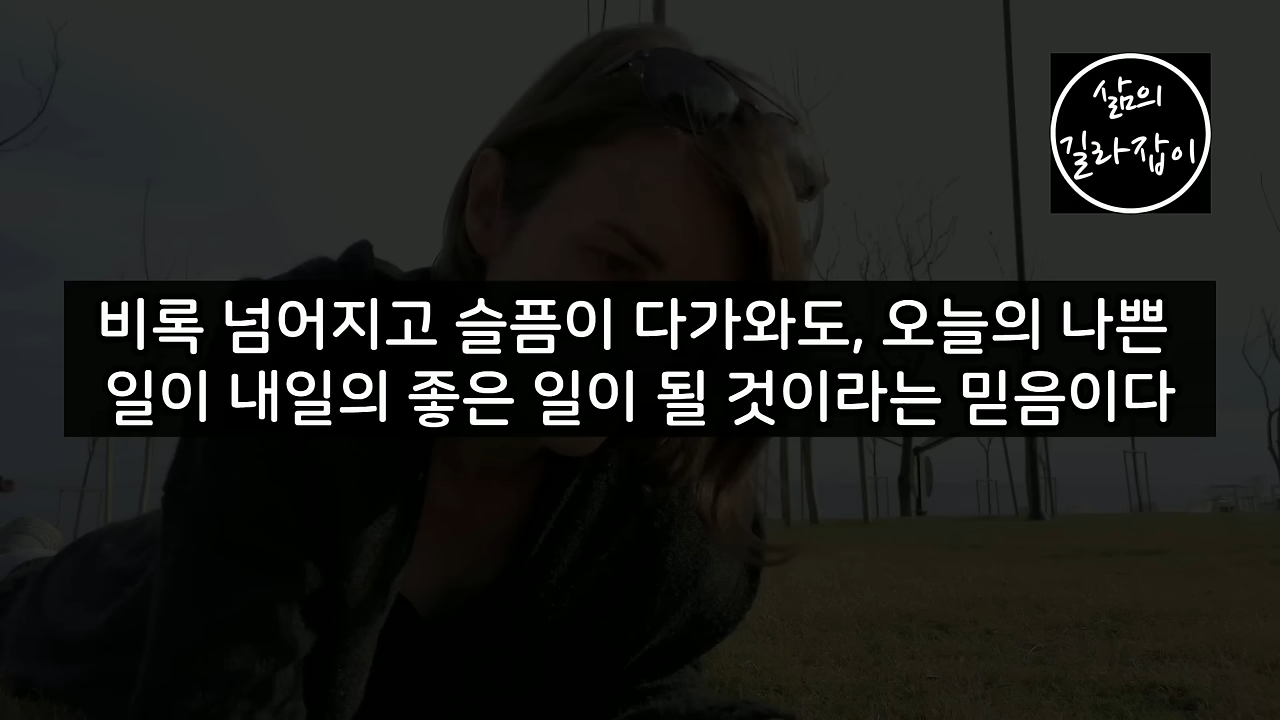 삶의
길라잡이
비록 넘어지고 슬픔이 다가와도, 오늘의 나쁜
일이 내일의 좋은 일이 될 것이라는 믿음이다